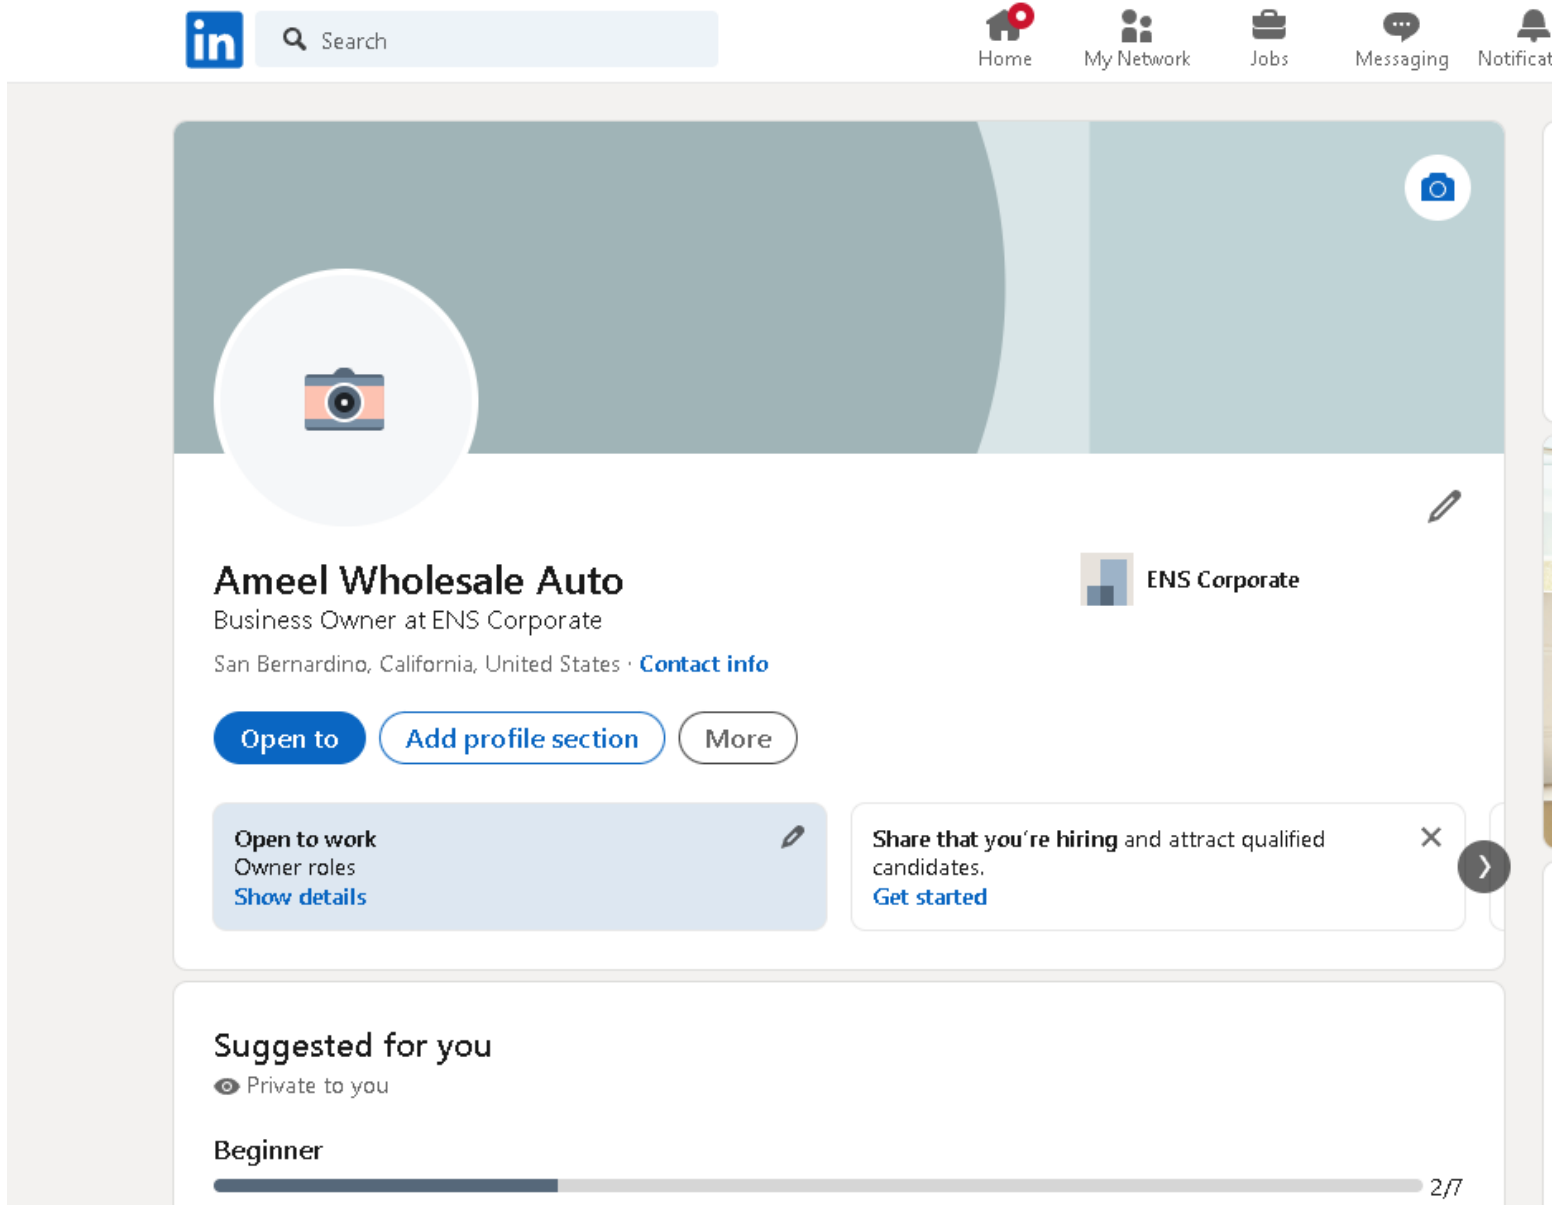 in
Search
Home
My Network
Jobs
Messaging
Notificat
Ameel Wholesale Auto
ENS Corporate
Business Owner at ENS Corporate
San Bernardino, California, United States · Contact info
Open to
Add profile section
More
Open to work
Owner roles
Show details
Share that you're hiring and attract qualified
candidates.
Get started
Suggested for you
Private to you
Beginner
2/7